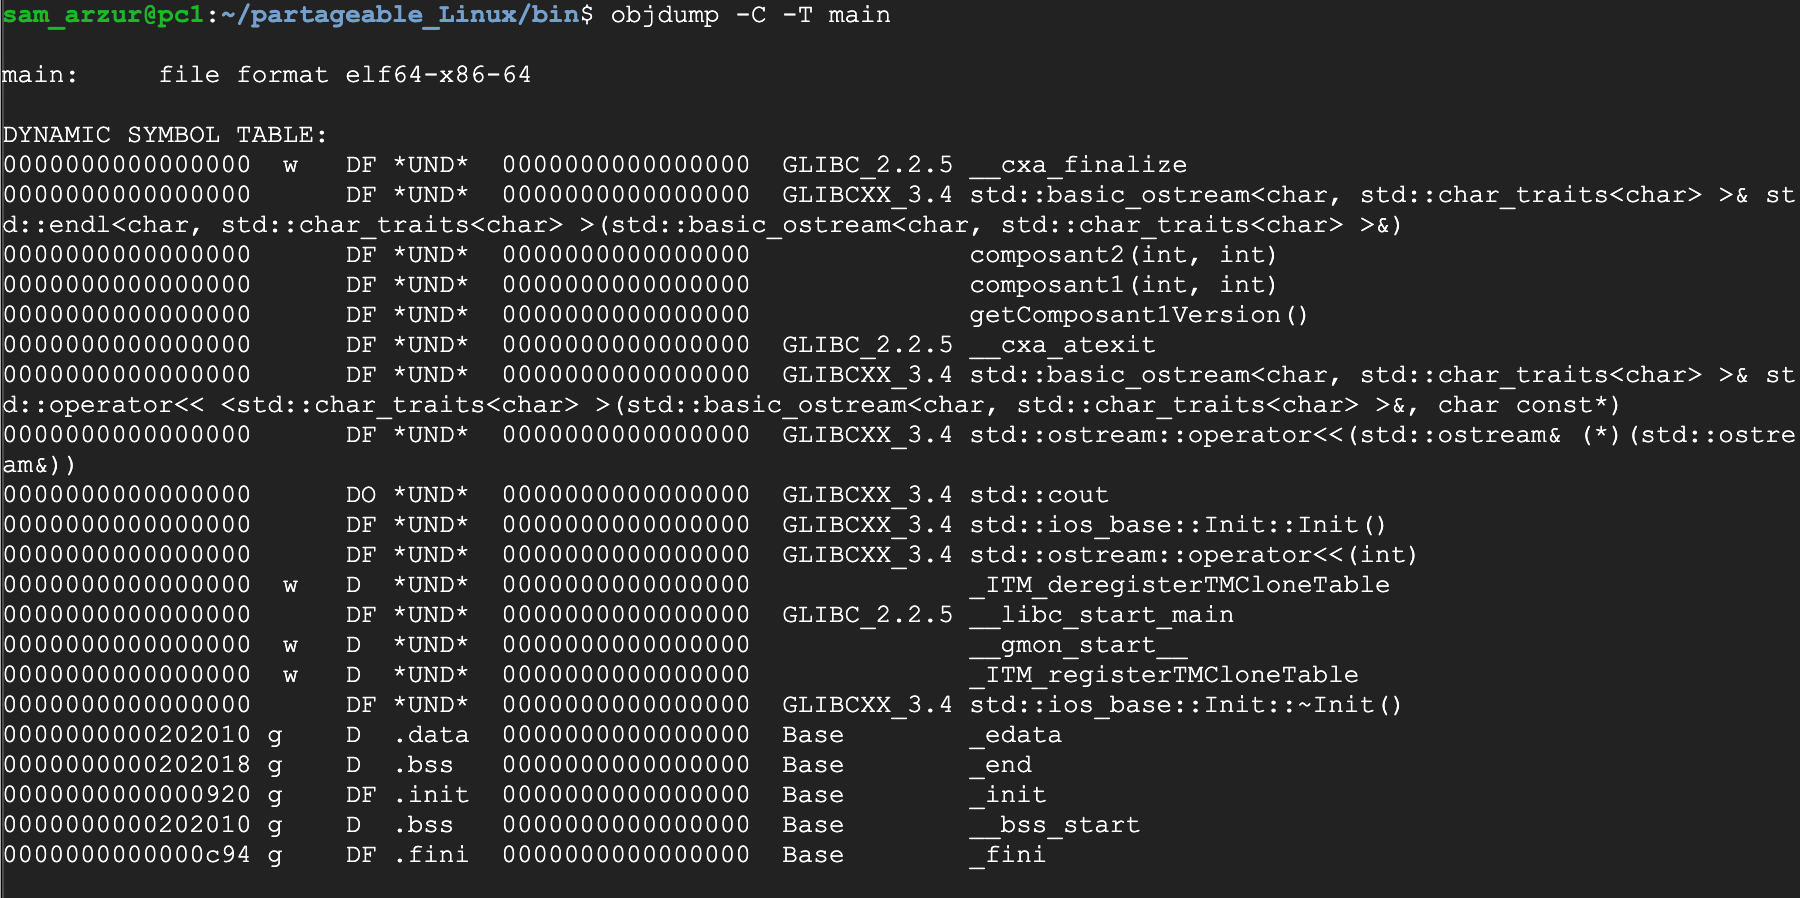 sam_arzur@pc1:~/partageable_Linux/bin$ objdump -C -T main

main:     file format elf64-x86-64

DYNAMIC SYMBOL TABLE:
0000000000000000  w   DF *UND*  0000000000000000  GLIBC_2.2.5 __cxa_finalize
0000000000000000      DF *UND*  0000000000000000  GLIBCXX_3.4 std::basic_ostream<char, std::char_traits<char> >& st
d::endl<char, std::char_traits<char> >(std::basic_ostream<char, std::char_traits<char> >&)
0000000000000000      DF *UND*  0000000000000000              composant2(int, int)
0000000000000000      DF *UND*  0000000000000000              composant1(int, int)
0000000000000000      DF *UND*  0000000000000000              getComposant1Version()
0000000000000000      DF *UND*  0000000000000000  GLIBC_2.2.5 __cxa_atexit
0000000000000000      DF *UND*  0000000000000000  GLIBCXX_3.4 std::basic_ostream<char, std::char_traits<char> >& st
d::operator<< <std::char_traits<char> >(std::basic_ostream<char, std::char_traits<char> >&, char const*)
0000000000000000      DF *UND*  0000000000000000  GLIBCXX_3.4 std::ostream::operator<<(std::ostream& (*)(std::ostre
am&))
0000000000000000      DO *UND*  0000000000000000  GLIBCXX_3.4 std::cout
0000000000000000      DF *UND*  0000000000000000  GLIBCXX_3.4 std::ios_base::Init::Init()
0000000000000000      DF *UND*  0000000000000000  GLIBCXX_3.4 std::ostream::operator<<(int)
0000000000000000  w   D  *UND*  0000000000000000              _ITM_deregisterTMCloneTable
0000000000000000      DF *UND*  0000000000000000  GLIBC_2.2.5 __libc_start_main
0000000000000000  w   D  *UND*  0000000000000000              __gmon_start__
0000000000000000  w   D  *UND*  0000000000000000              _ITM_registerTMCloneTable
0000000000000000      DF *UND*  0000000000000000  GLIBCXX_3.4 std::ios_base::Init::~Init()
0000000000202010 g    D  .data  0000000000000000  Base        _edata
0000000000202018 g    D  .bss   0000000000000000  Base        _end
0000000000000920 g    DF .init  0000000000000000  Base        _init
0000000000202010 g    D  .bss   0000000000000000  Base        __bss_start
0000000000000c94 g    DF .fini  0000000000000000  Base        _fini